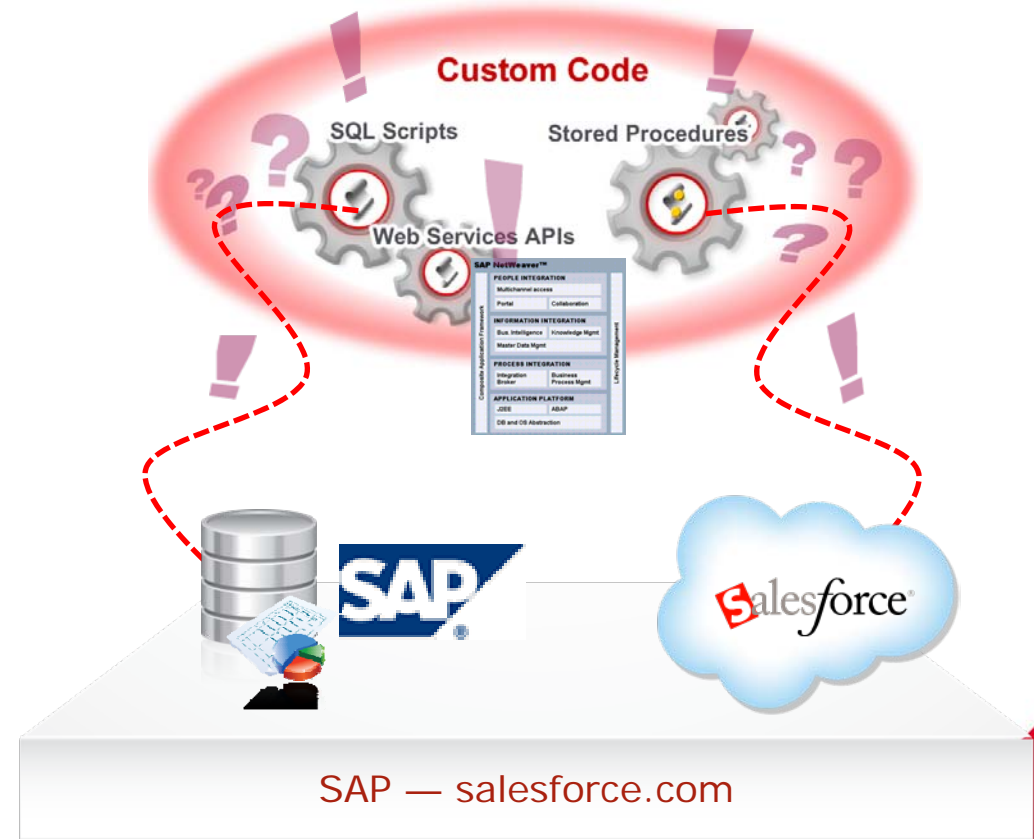 Custom Code
SQL Scripts
Stored Procedures
Web Services APIs
SAP NetWeaver™
PEOPLE INTEGRATION
Multichannel access
Portal
Collaboration
INFORMATION INTEGRATION
Bus. Intelligence
Knowledge Mgmt
Master Data Mgmt
PROCESS INTEGRATION
Integration
Broker
Business
Process Mgmt
APPLICATION PLATFORM
J2EE
ABAP
DB and OS Abstraction
Composite Application Framework
Lifecycle Management
SAP®
salesforce®
SAP — salesforce.com